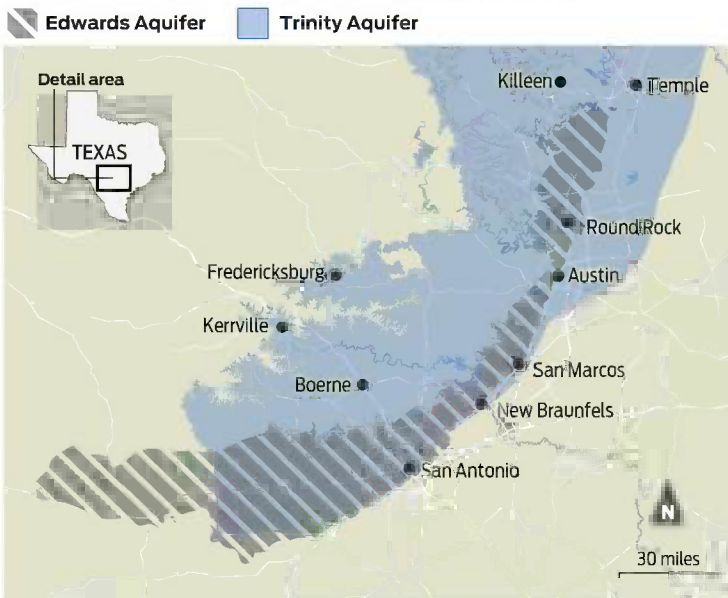 Edwards Aquifer
Trinity Aquifer
Detail area
TEXAS
Killeen
Temple
Round Rock
Fredericksburg
Austin
Kerrville
Boerne
San Marcos
New Braunfels
San Antonio
N
30 miles